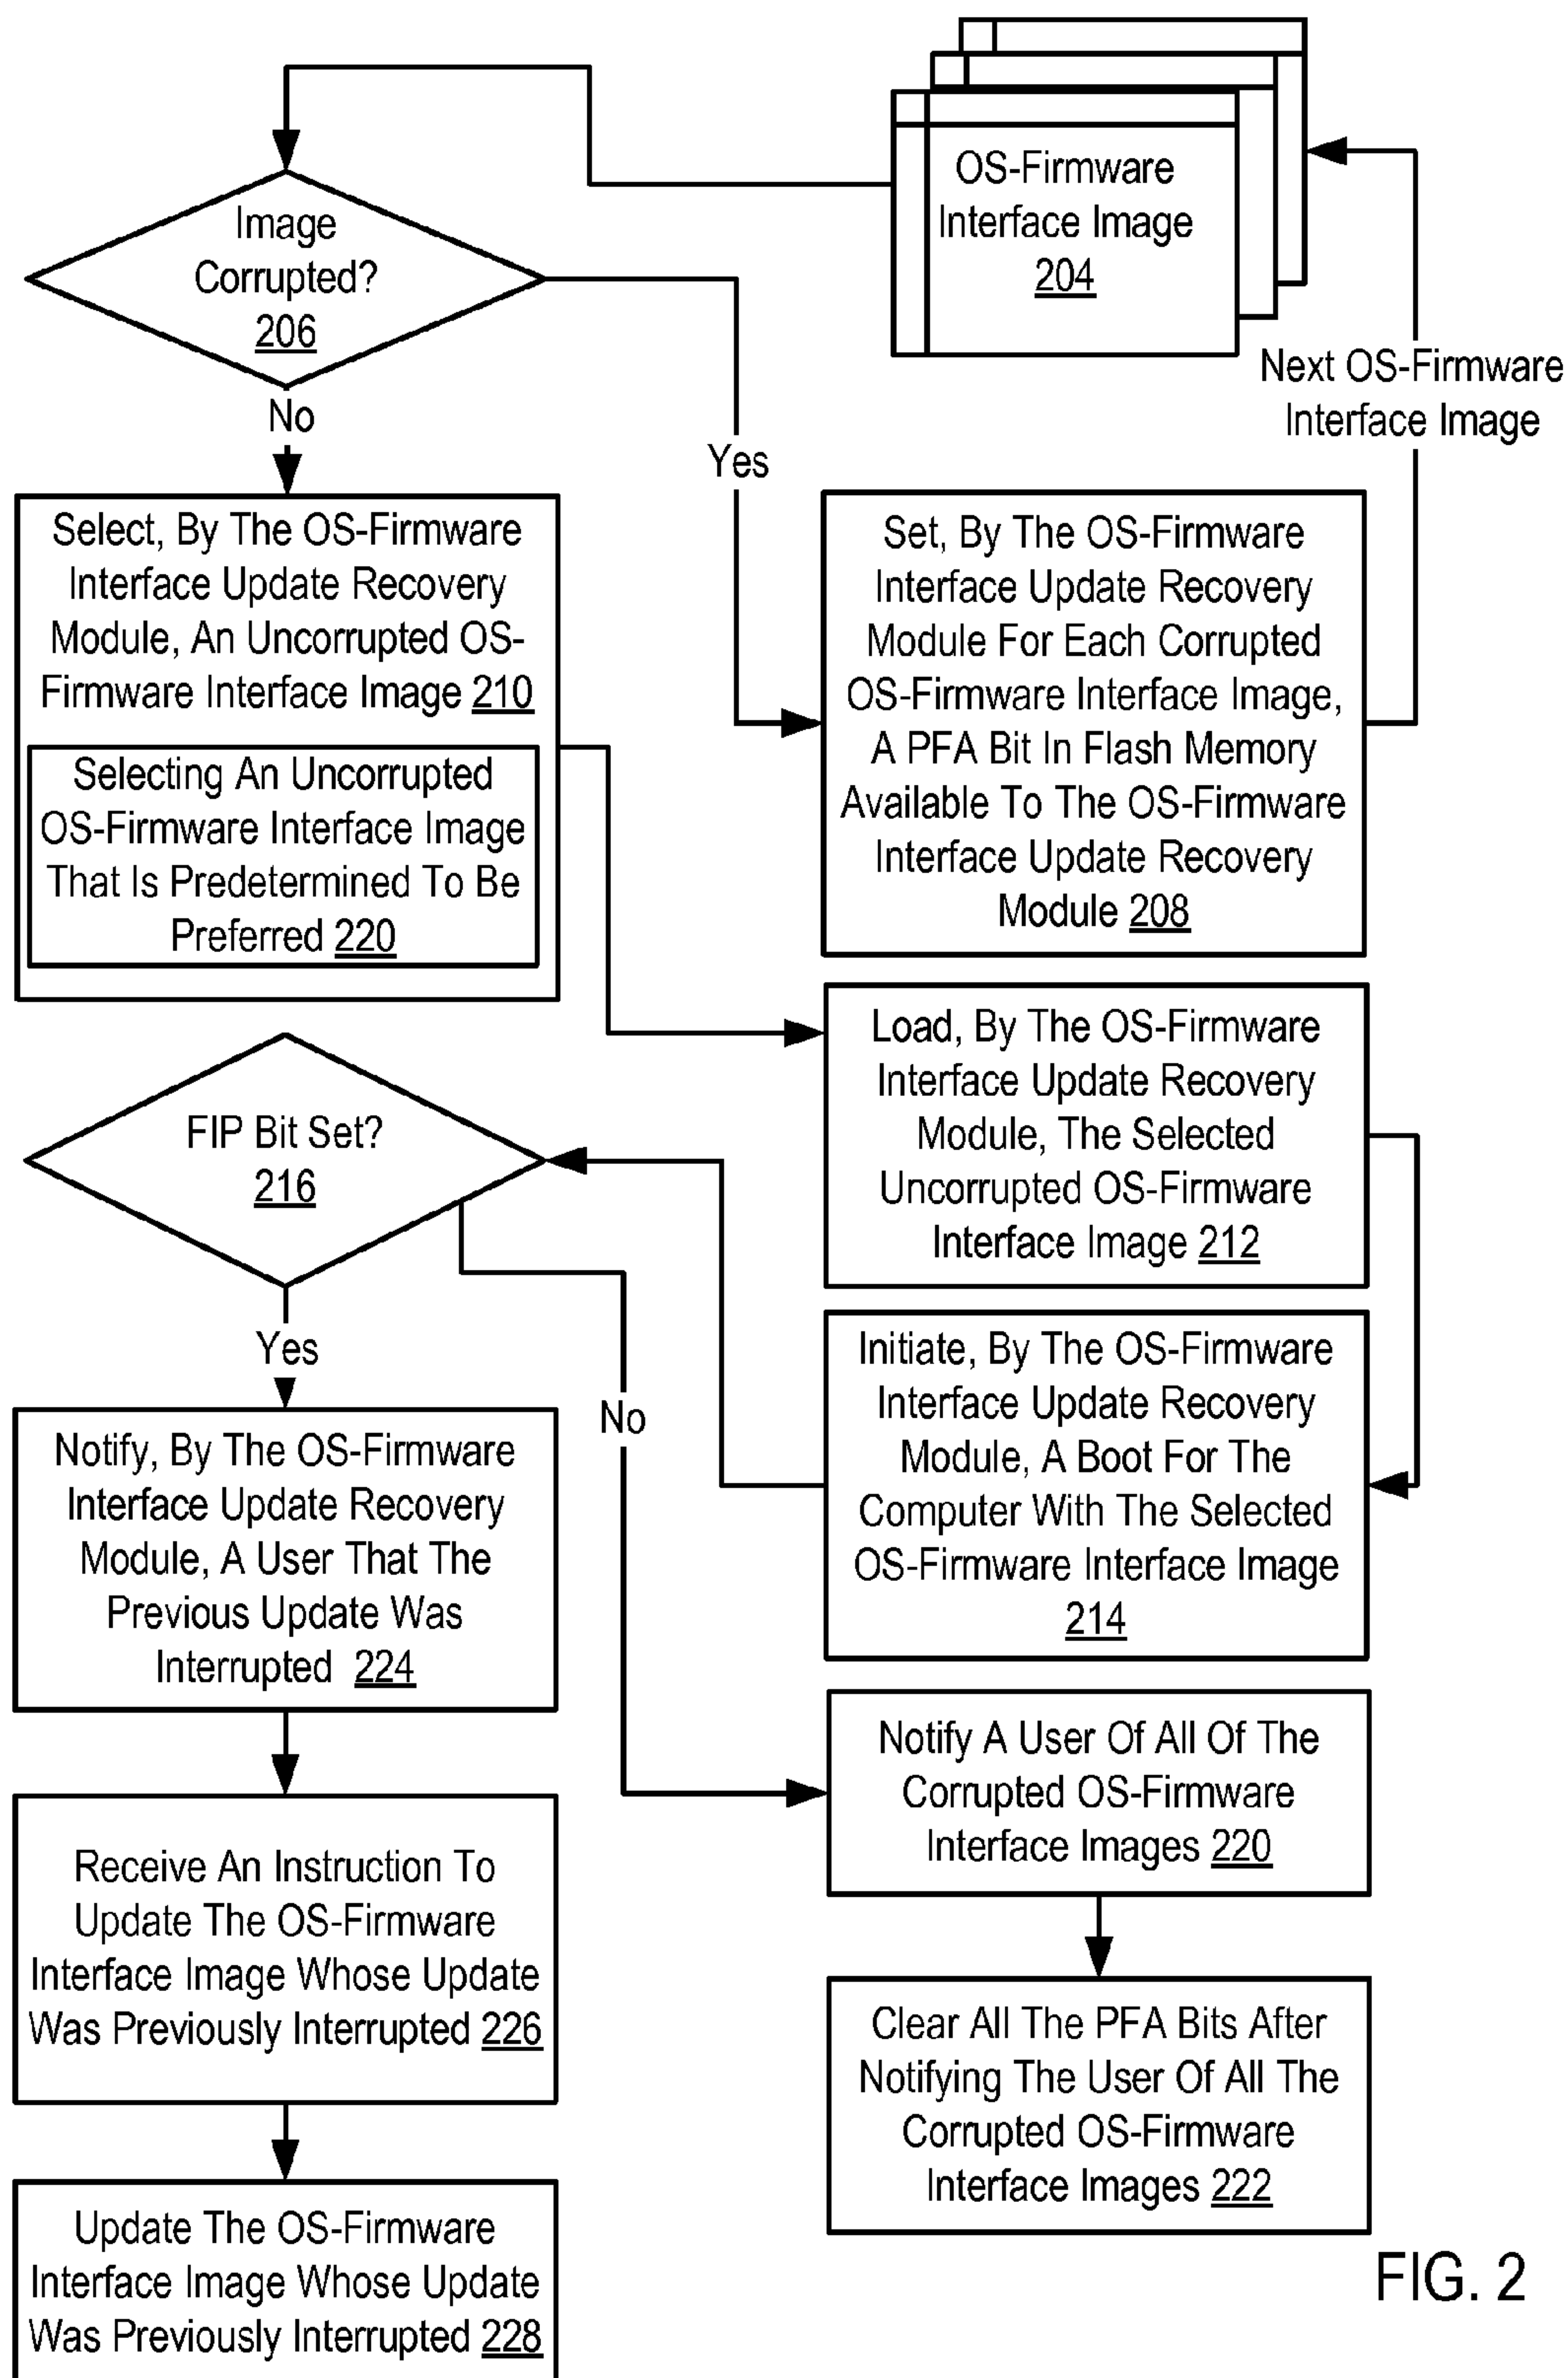 OS-Firmware
Interface Image
204
Image
Corrupted?
206
Next OS-Firmware
Interface Image
No
Yes
Select, By The OS-Firmware
Interface Update Recovery
Module, An Uncorrupted OS-
Firmware Interface Image 210
Selecting An Uncorrupted
OS-Firmware Interface Image
That Is Predetermined To Be
Preferred 220
Set, By The OS-Firmware
Interface Update Recovery
Module For Each Corrupted
OS-Firmware Interface Image,
A PFA Bit In Flash Memory
Available To The OS-Firmware
Interface Update Recovery
Module 208
Load, By The OS-Firmware
Interface Update Recovery
Module, The Selected
Uncorrupted OS-Firmware
Interface Image 212
FIP Bit Set?
216
Initiate, By The OS-Firmware
Interface Update Recovery
Module, A Boot For The
Computer With The Selected
OS-Firmware Interface Image
214
Yes
No
Notify, By The OS-Firmware
Interface Update Recovery
Module, A User That The
Previous Update Was
Interrupted 224
Notify A User Of All Of The
Corrupted OS-Firmware
Interface Images 220
Receive An Instruction To
Update The OS-Firmware
Interface Image Whose Update
Was Previously Interrupted 226
Clear All The PFA Bits After
Notifying The User Of All The
Corrupted OS-Firmware
Interface Images 222
Update The OS-Firmware
Interface Image Whose Update
Was Previously Interrupted 228
FIG. 2